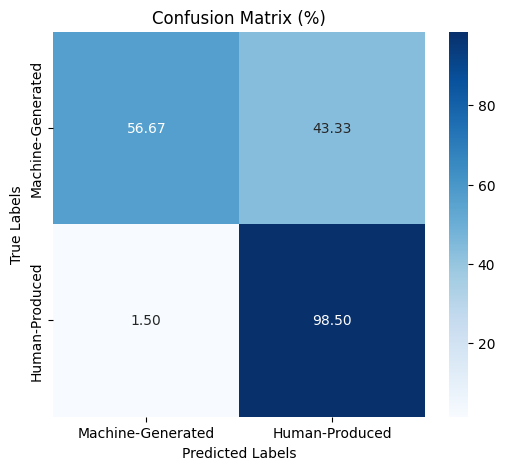 Confusion Matrix (%)
True Labels
Machine-Generated
Human-Produced
56.67 43.33
1.50 98.50
Machine-Generated Human-Produced
Predicted Labels
80
60
40
20